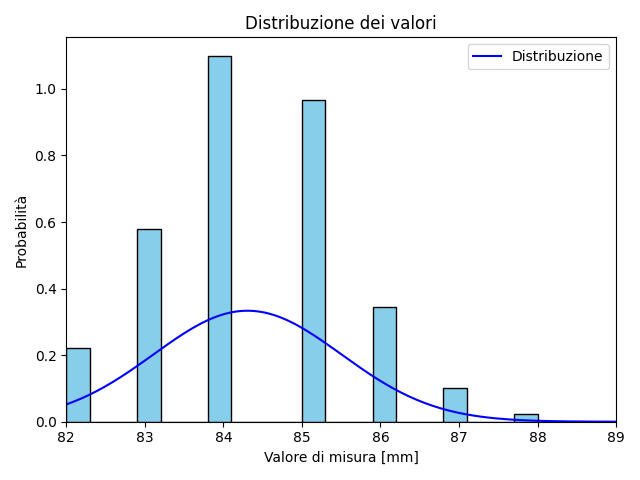 Distribuzione dei valori
Distribuzione
Probabilità
1.0
0.8
0.6
0.4
0.2
0.0
82 83 84 85 86 87 88 89
Valore di misura [mm]